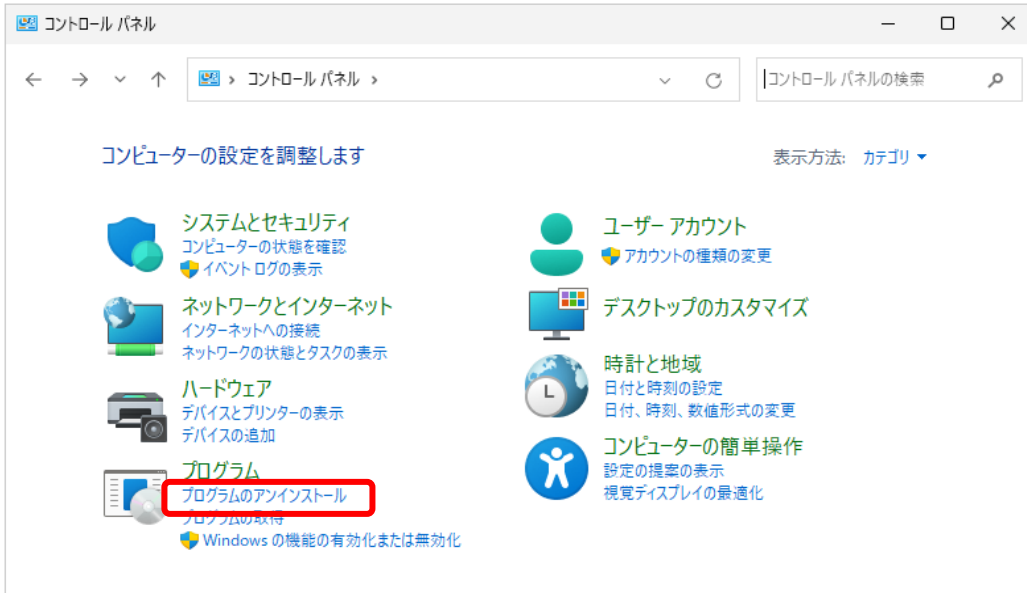 コントロール パネル
コントロール パネル
コントロール パネルの検索
コンピューターの設定を調整します
表示方法: カテゴリ
システムとセキュリティ
コンピューターの状態を確認
イベント ログの表示
ネットワークとインターネット
インターネットへの接続
ネットワークの状態とタスクの表示
ハードウェア
デバイスとプリンターの表示
デバイスの追加
プログラム
プログラムのアンインストール
プログラムの取得
Windows の機能の有効化または無効化
ユーザー アカウント
アカウントの種類の変更
デスクトップのカスタマイズ
時計と地域
日付と時刻の設定
日付、時刻、数値形式の変更
コンピューターの簡単操作
設定の提案の表示
視覚ディスプレイの最適化